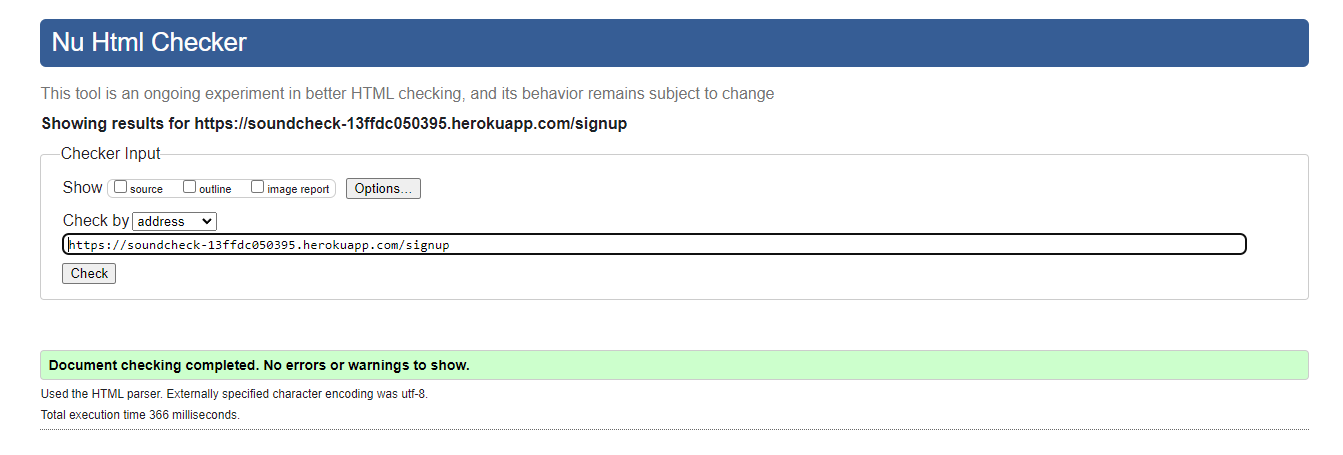 Nu Html Checker
This tool is an ongoing experiment in better HTML checking, and its behavior remains subject to change
Showing results for https://soundcheck-13ffdc050395.herokuapp.com/signup
Checker Input
Show source outline image report Options...
Check by address
https://soundcheck-13ffdc050395.herokuapp.com/signup
Check
Document checking completed. No errors or warnings to show.
Used the HTML parser. Externally specified character encoding was utf-8.
Total execution time 366 milliseconds.